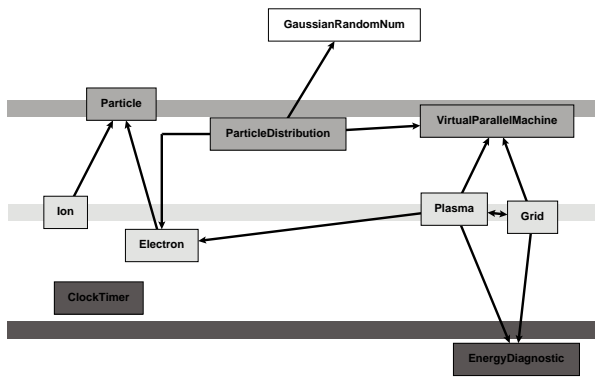 GaussianRandomNum
Particle
ParticleDistribution
VirtualParallelMachine
Ion
Plasma
Grid
Electron
ClockTimer
EnergyDiagnostic